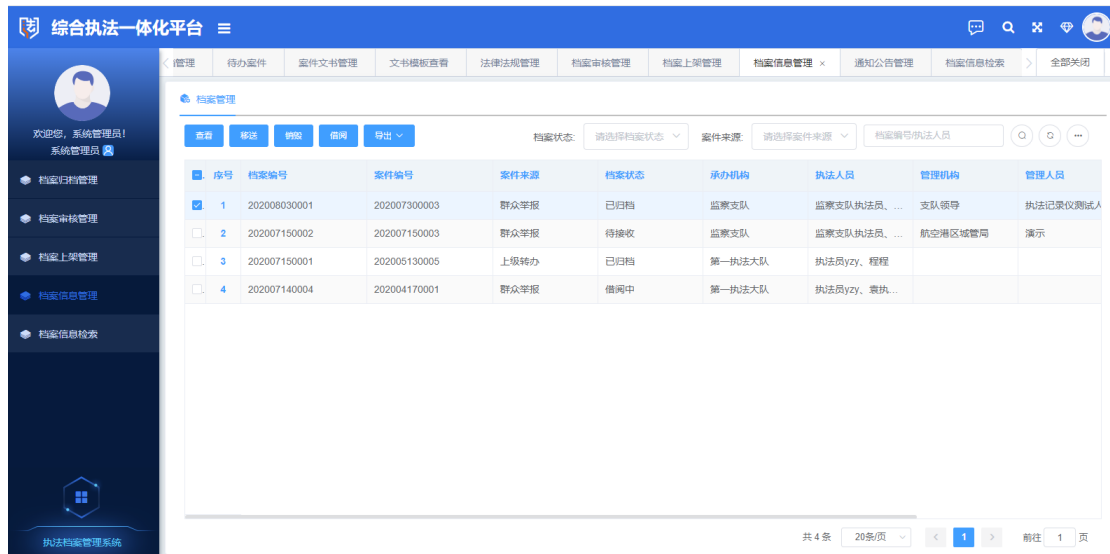 综合执法一体化平台
管理 待办案件 案件文书管理 文书模板查看 法律法规管理 档案审核管理 档案上架管理 档案信息管理 × 通知公告管理 档案信息检索 全部关闭
欢迎您，系统管理员！
系统管理员
档案归档管理
档案审核管理
档案上架管理
档案信息管理
档案信息检索
执法档案管理系统
档案管理
查看 移送 销毁 借阅 导出 档案状态: 请选择档案状态 案件来源: 请选择案件来源 档案编号/执法人员
序号 档案编号 案件编号 案件来源 档案状态 承办机构 执法人员 管理机构 管理人员
1 202008030001 202007300003 群众举报 已归档 监察支队 监察支队执法员、... 支队领导 执法记录仪测试人
2 202007150002 202007150003 群众举报 待接收 监察支队 监察支队执法员、... 航空港区城管局 演示
3 202007150001 202005130005 上级转办 已归档 第一执法大队 执法员yzy、程程
4 202007140004 202004170001 群众举报 借阅中 第一执法大队 执法员yzy、袁执...
共 4 条 20条/页 < 1 > 前往 1 页